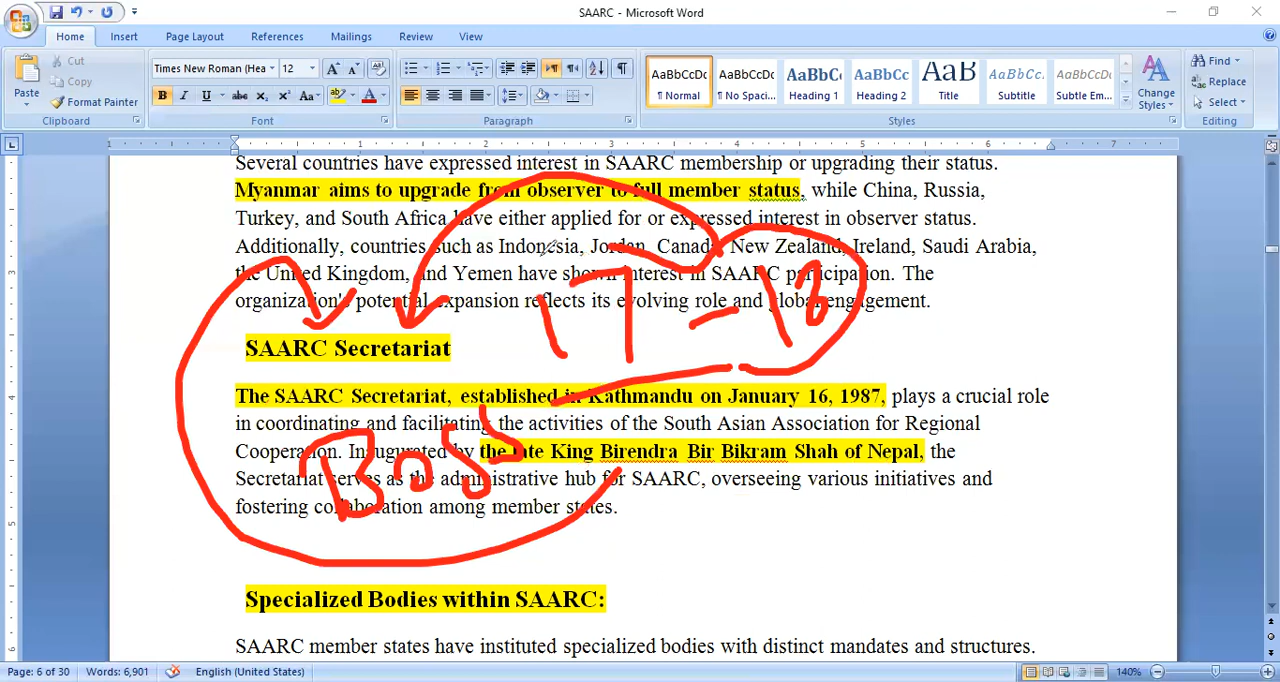 SAARC - Microsoft Word
Home Insert Page Layout References Mailings Review View
Paste
Cut
Copy
Format Painter
Clipboard
Times New Roman (Hea 12
Font
Paragraph
AaBbCcDc AaBbCcDc AaBbCc AaBbCc AaB AaBbCc. AaBbCcDc
¶ Normal ¶ No Spaci... Heading 1 Heading 2 Title Subtitle Subtle Em...
Styles
Change Styles
Find
Replace
Select
Editing
Several countries have expressed interest in SAARC membership or upgrading their status.
Myanmar aims to upgrade from observer to full member status, while China, Russia,
Turkey, and South Africa have either applied for or expressed interest in observer status.
Additionally, countries such as Indonesia, Jordan, Canada, New Zealand, Ireland, Saudi Arabia,
the United Kingdom, and Yemen have shown interest in SAARC participation. The
organization's potential expansion reflects its evolving role and global engagement.
17 - 18
SAARC Secretariat
The SAARC Secretariat, established in Kathmandu on January 16, 1987, plays a crucial role
in coordinating and facilitating the activities of the South Asian Association for Regional
Cooperation. Inaugurated by the late King Birendra Bir Bikram Shah of Nepal, the
Secretariat serves as the administrative hub for SAARC, overseeing various initiatives and
fostering collaboration among member states.
Specialized Bodies within SAARC:
SAARC member states have instituted specialized bodies with distinct mandates and structures.
Page: 6 of 30 Words: 6,901 English (United States) 140%